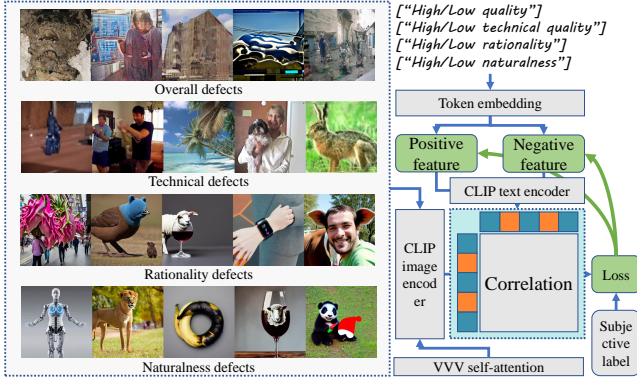 ["High/Low quality"]
["High/Low technical quality"]
["High/Low rationality"]
["High/Low naturalness"]
Overall defects
Token embedding
Technical defects
Positive
feature
Negative
feature
CLIP text encoder
Rationality defects
CLIP
image
encod
er
Correlation
Loss
Naturalness defects
Subje
ctive
label
VVV self-attention